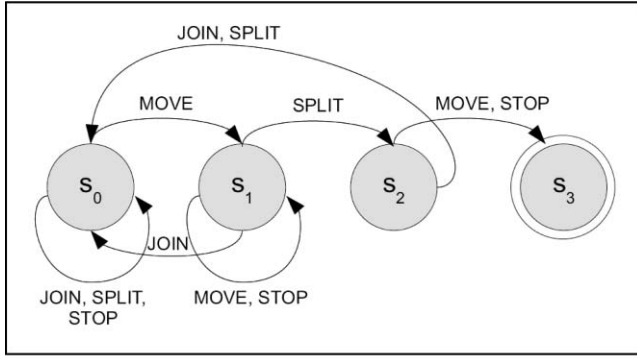 JOIN, SPLIT
MOVE
SPLIT
MOVE, STOP
S0
S1
S2
S3
JOIN
JOIN, SPLIT,
STOP
MOVE, STOP